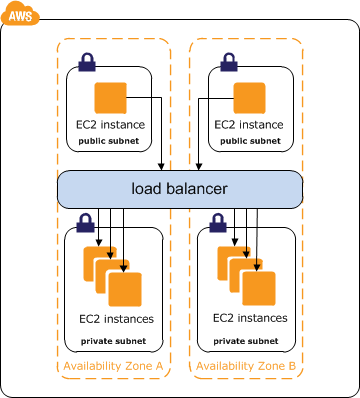 AWS
EC2 instance
public subnet
EC2 instance
public subnet
load balancer
EC2 instances
private subnet
EC2 instances
private subnet
Availability Zone A
Availability Zone B